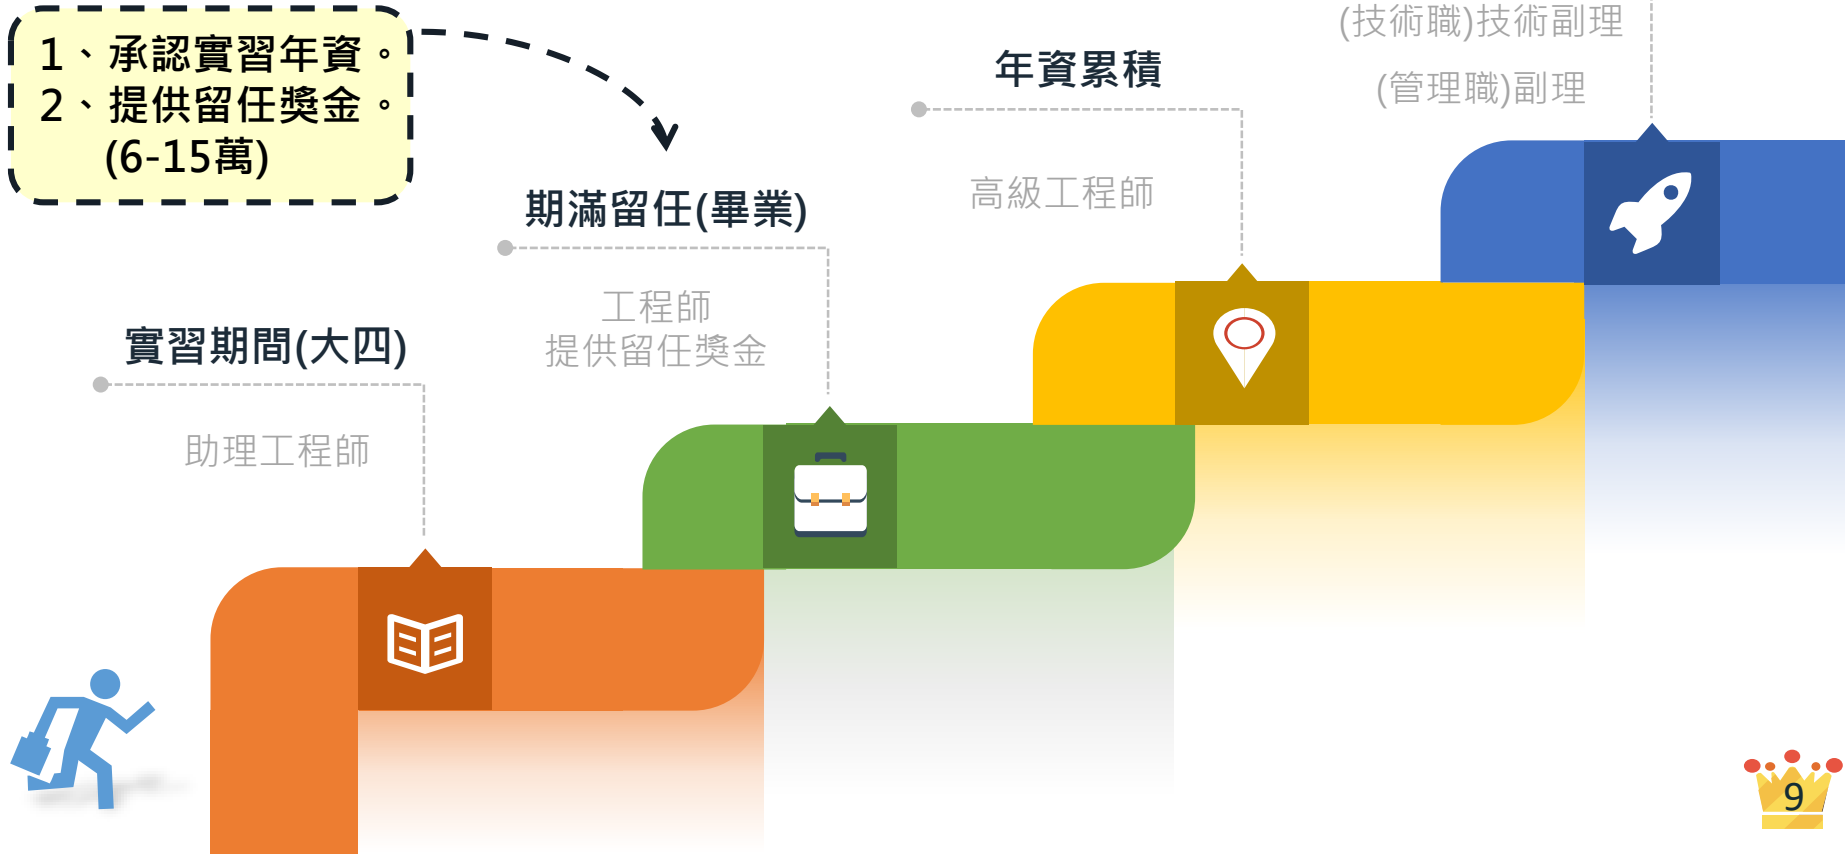 1、承認實習年資。
2、提供留任獎金。
(6-15萬)
(技術職)技術副理
(管理職)副理
年資累積
高級工程師
期滿留任(畢業)
工程師
提供留任獎金
實習期間(大四)
助理工程師
9